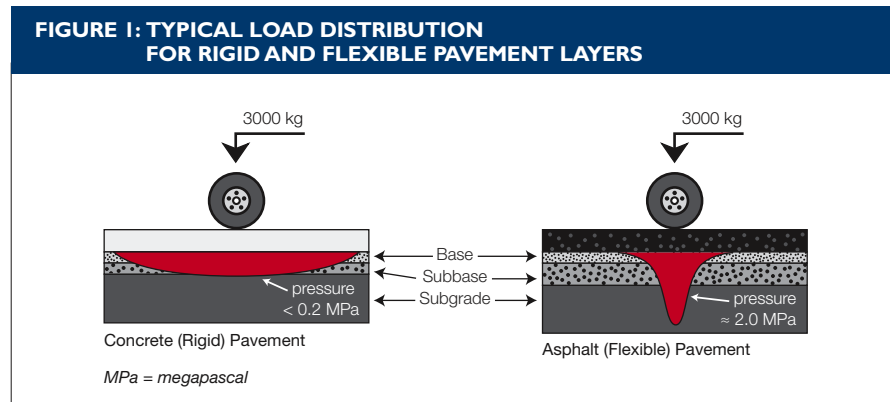 FIGURE 1: TYPICAL LOAD DISTRIBUTION
FOR RIGID AND FLEXIBLE PAVEMENT LAYERS
3000 kg
3000 kg
Base
Subbase
Subgrade
pressure
< 0.2 MPa
pressure
≈ 2.0 MPa
Concrete (Rigid) Pavement
Asphalt (Flexible) Pavement
MPa = megapascal